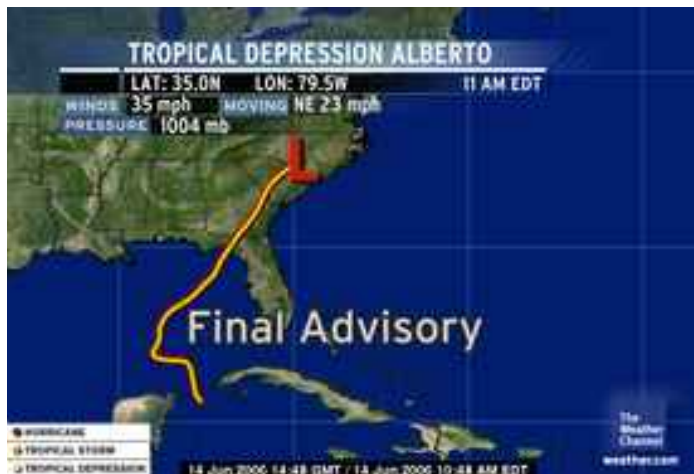 TROPICAL DEPRESSION ALBERTO
LAT: 35.0N LON: 79.5W 11 AM EDT
WINDS 35 mph MOVING NE 23 mph
PRESSURE 1004 mb
L
Final Advisory
HURRICANE
TROPICAL STORM
TROPICAL DEPRESSION
The
Weather
Channel
weather.com
14 Jun 2006 14:48 GMT / 14 Jun 2006 10:48 AM EDT